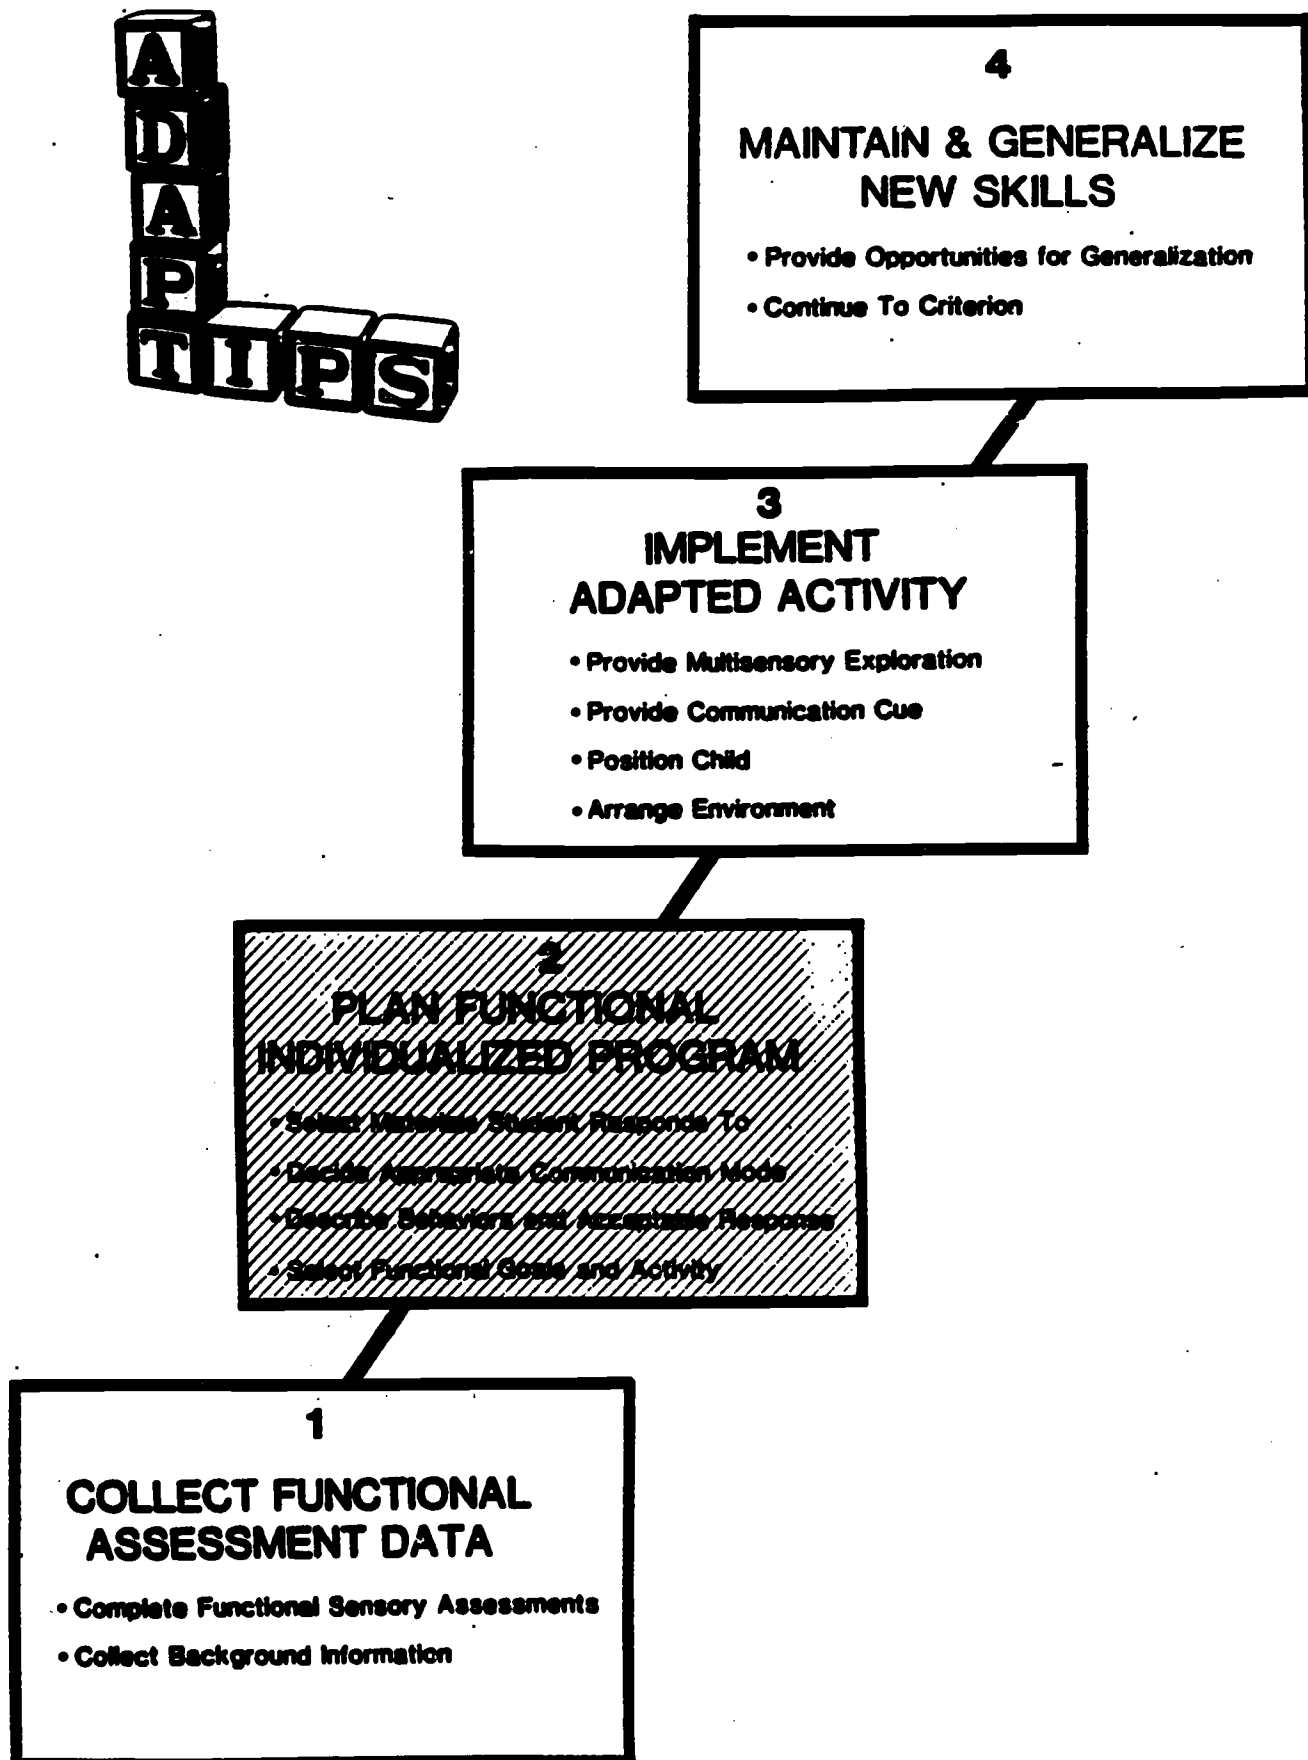 ADAPT
TIPS
4
MAINTAIN & GENERALIZE
NEW SKILLS
• Provide Opportunities for Generalization
• Continue To Criterion
3
IMPLEMENT
ADAPTED ACTIVITY
• Provide Multisensory Exploration
• Provide Communication Cue
• Position Child
• Arrange Environment
2
PLAN FUNCTIONAL
INDIVIDUALIZED PROGRAM
• Select Materials Student Responds To
• Decide Appropriate Communication Mode
• Describe Behaviors and Acceptable Response
• Select Functional Goals and Activity
1
COLLECT FUNCTIONAL
ASSESSMENT DATA
• Complete Functional Sensory Assessments
• Collect Background Information